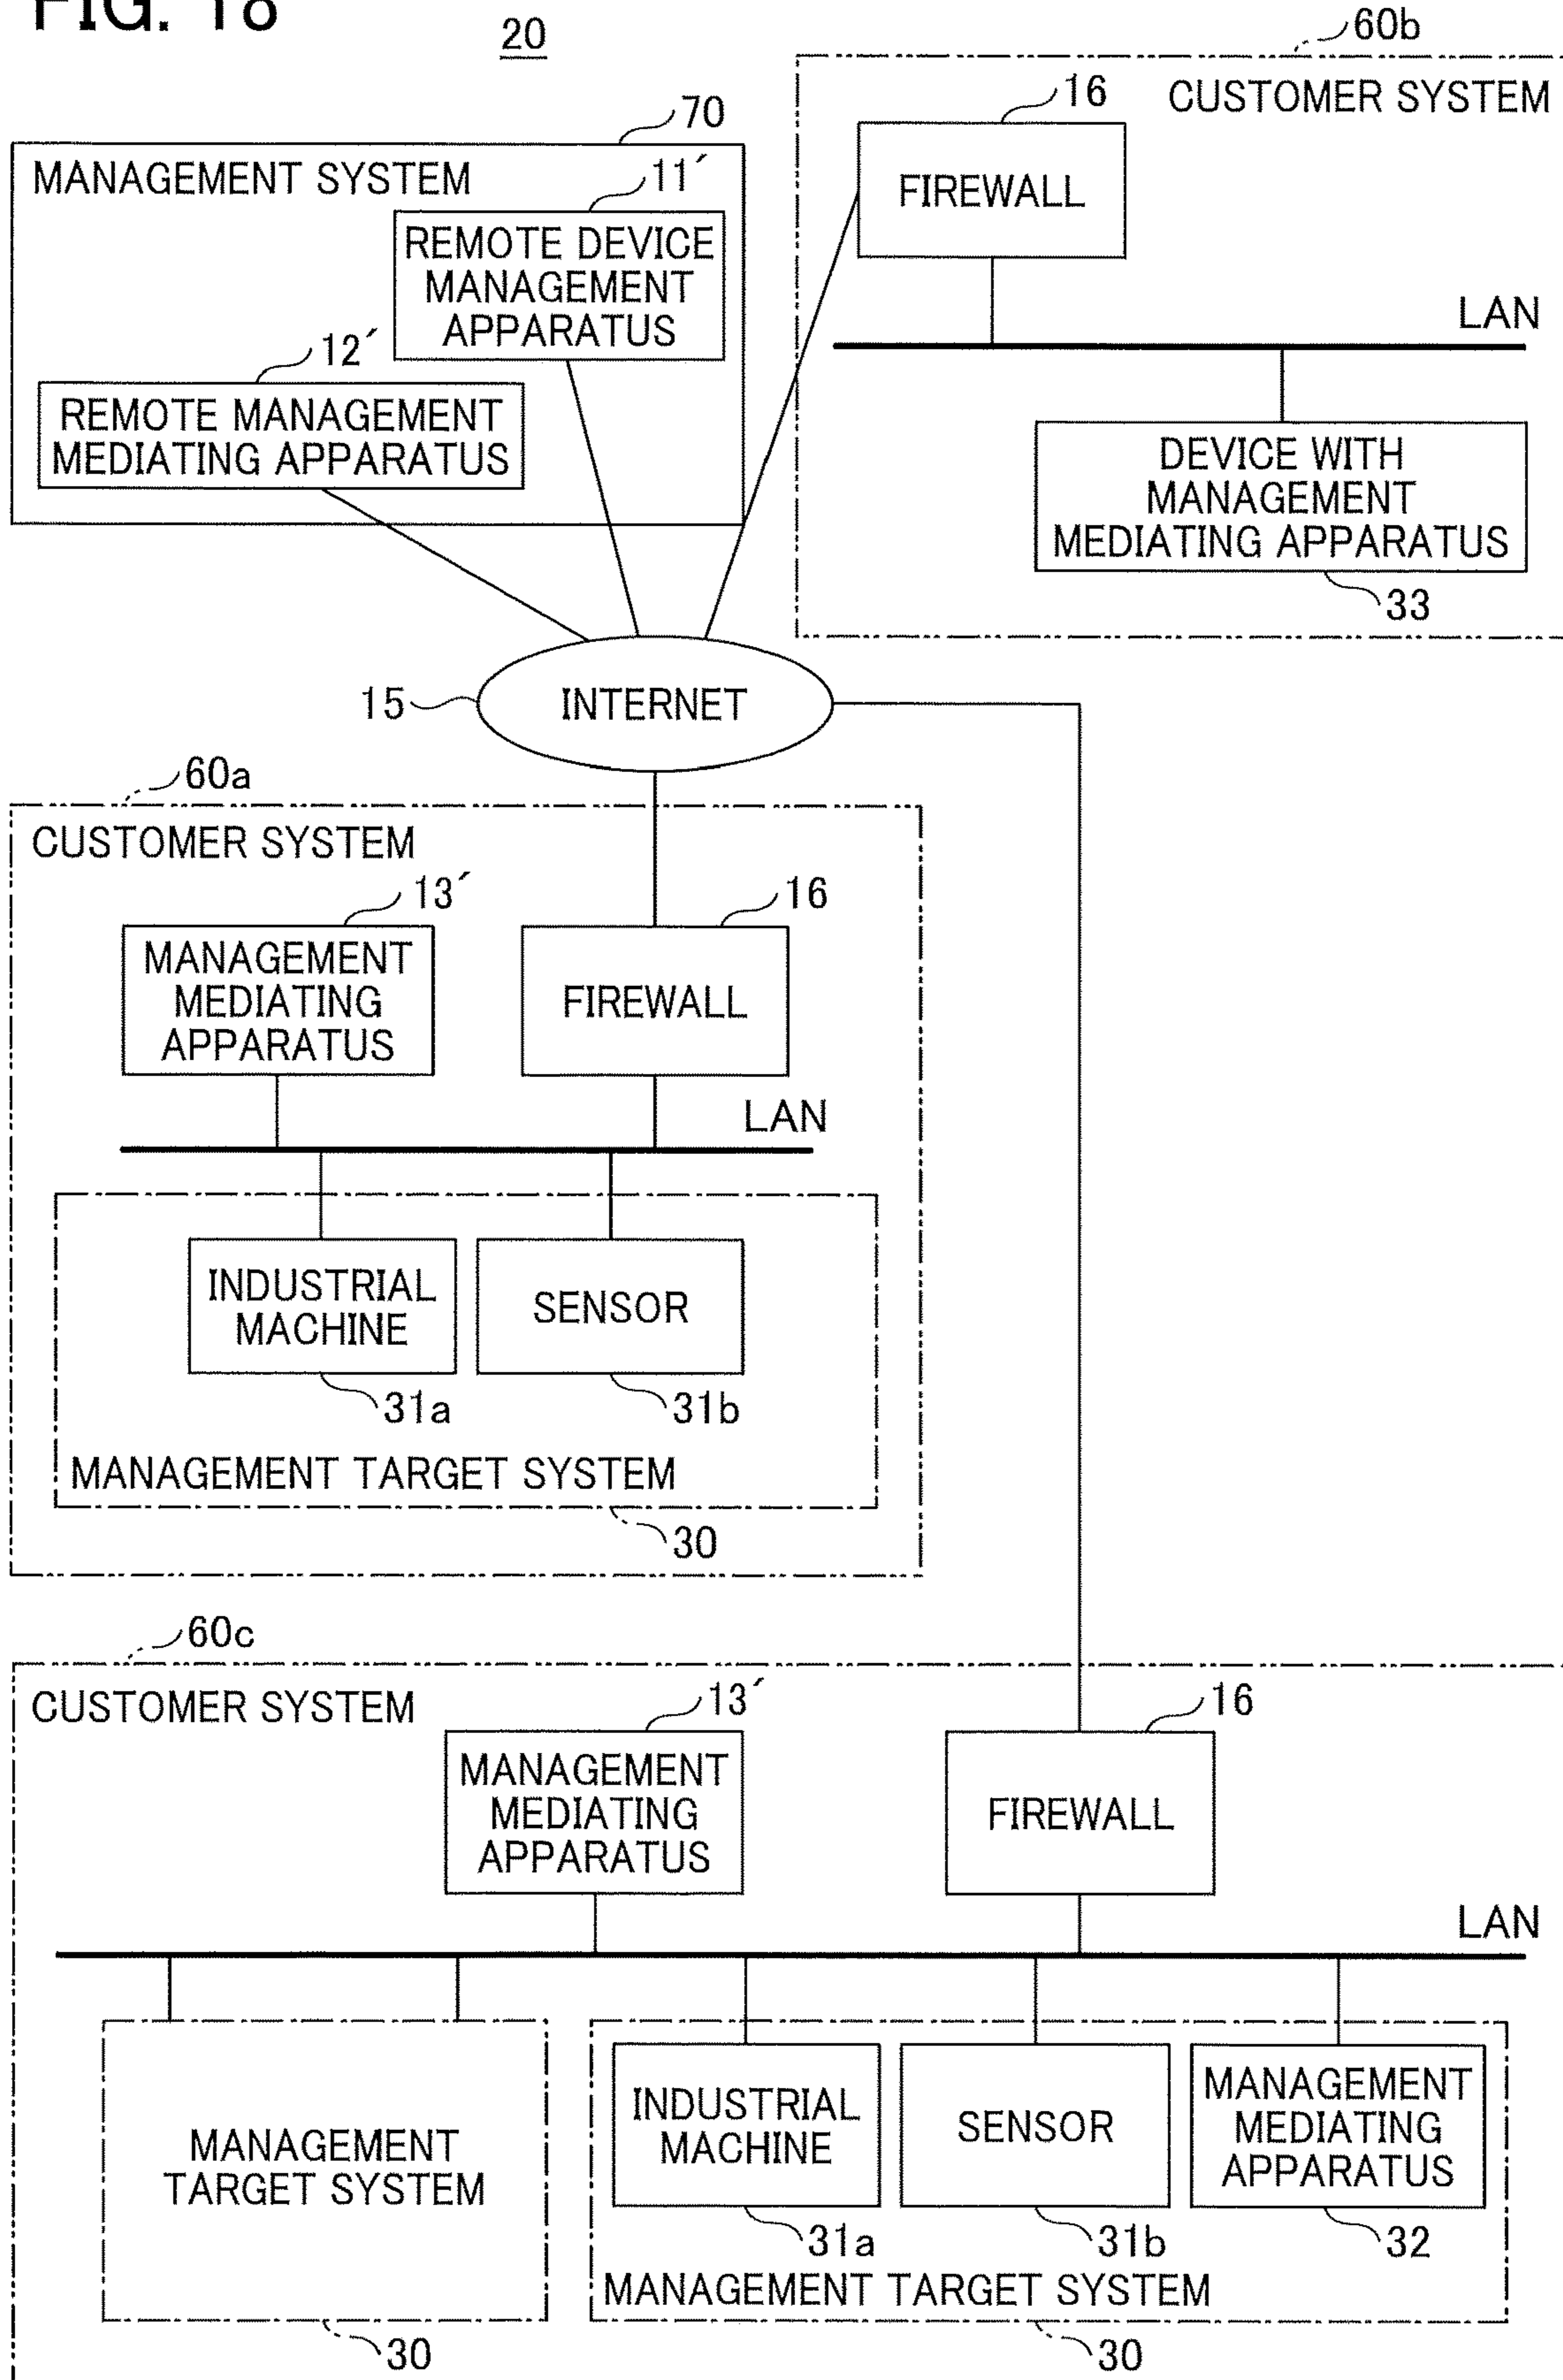 FIG. 18
20
60b
CUSTOMER SYSTEM
16
FIREWALL
LAN
DEVICE WITH
MANAGEMENT
MEDIATING APPARATUS
33
70
MANAGEMENT SYSTEM
11´
REMOTE DEVICE
MANAGEMENT
APPARATUS
12´
REMOTE MANAGEMENT
MEDIATING APPARATUS
15
INTERNET
60a
CUSTOMER SYSTEM
13´
MANAGEMENT
MEDIATING
APPARATUS
16
FIREWALL
LAN
INDUSTRIAL
MACHINE
31a
SENSOR
31b
MANAGEMENT TARGET SYSTEM
30
60c
CUSTOMER SYSTEM
13´
MANAGEMENT
MEDIATING
APPARATUS
16
FIREWALL
LAN
MANAGEMENT
TARGET SYSTEM
30
INDUSTRIAL
MACHINE
31a
SENSOR
31b
MANAGEMENT
MEDIATING
APPARATUS
32
MANAGEMENT TARGET SYSTEM
30